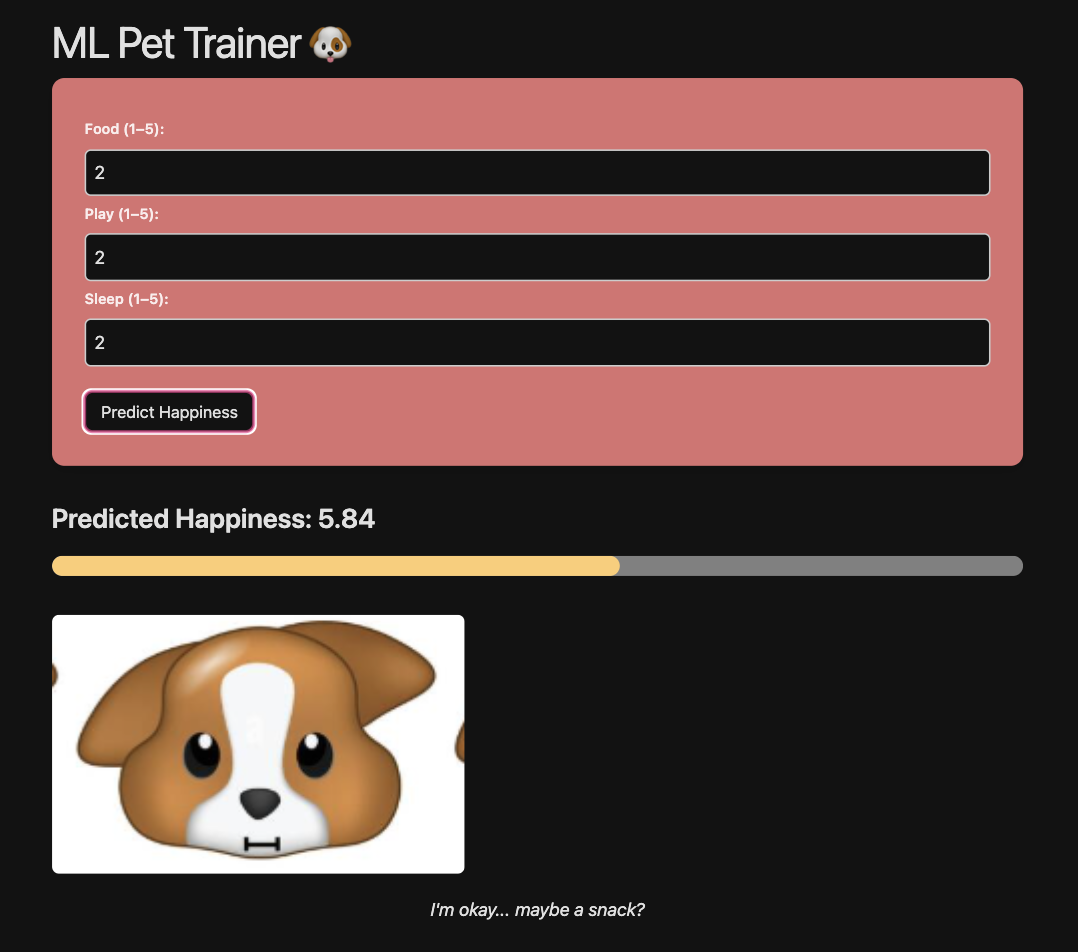 ML Pet Trainer 🐶
Food (1–5):
2
Play (1–5):
2
Sleep (1–5):
2
Predict Happiness
Predicted Happiness: 5.84
I'm okay... maybe a snack?